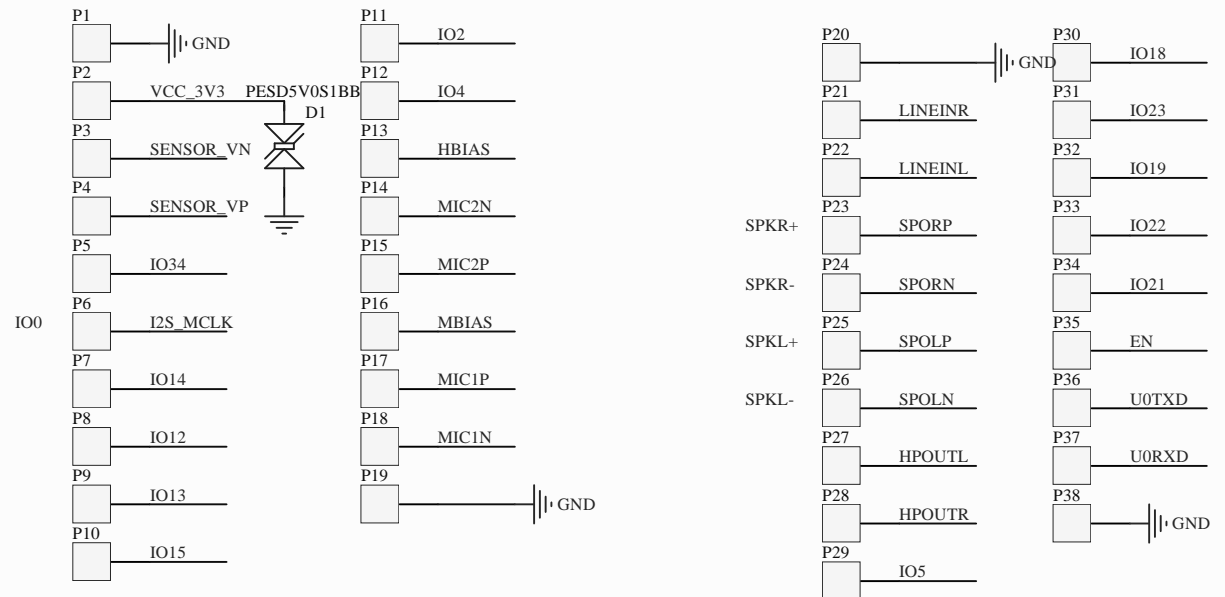 P1
GND
P2
VCC_3V3
PESD5V0S1BB
D1
P3
SENSOR_VN
P4
SENSOR_VP
P5
IO34
P6
IO0
I2S_MCLK
P7
IO14
P8
IO12
P9
IO13
P10
IO15
P11
IO2
P12
IO4
P13
HBIAS
P14
MIC2N
P15
MIC2P
P16
MBIAS
P17
MIC1P
P18
MIC1N
P19
GND
P20
GND
P21
LINEINR
P22
LINEINL
P23
SPKR+
SPORP
P24
SPKR-
SPORN
P25
SPKL+
SPOLP
P26
SPKL-
SPOLN
P27
HPOUTL
P28
HPOUTR
P29
IO5
P30
IO18
P31
IO23
P32
IO19
P33
IO22
P34
IO21
P35
EN
P36
U0TXD
P37
U0RXD
P38
GND